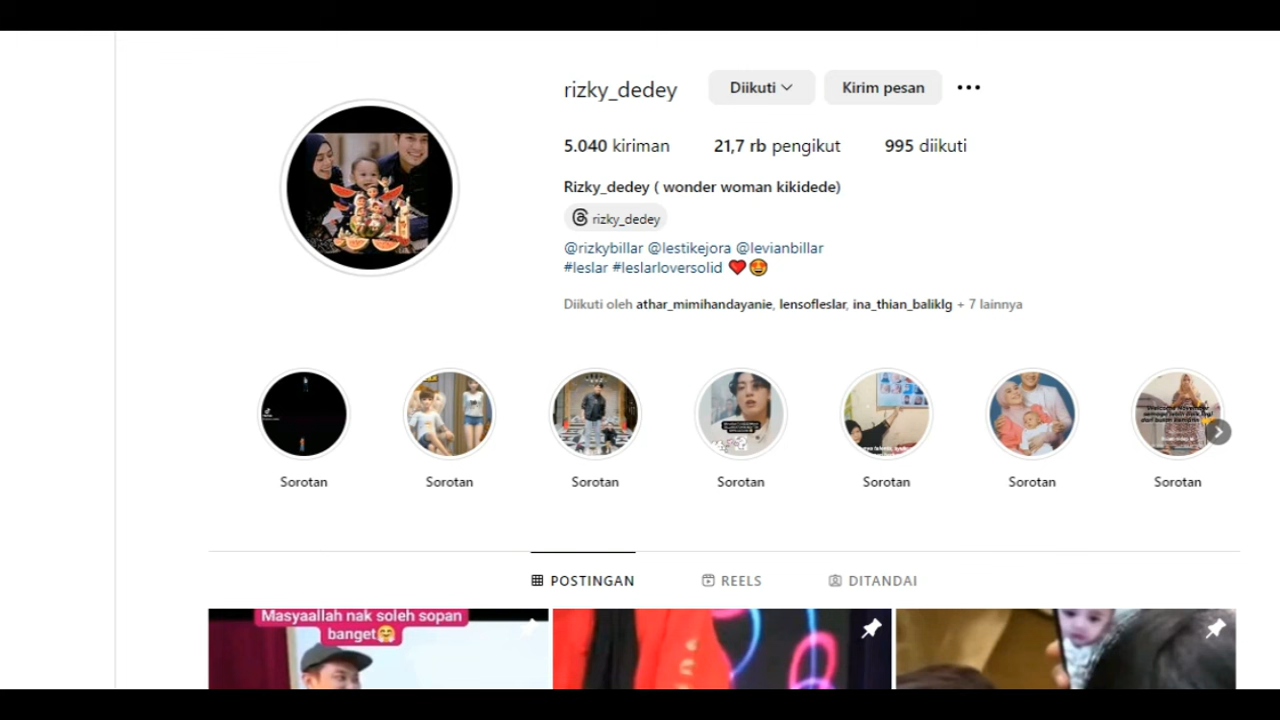 rizky_dedey
Diikuti
Kirim pesan
5.040 kiriman
21,7 rb pengikut
995 diikuti
Rizky_dedey ( wonder woman kikidede)
rizky_dedey
@rizkybillar @lestikejora @levianbillar
#leslar #leslarloversolid ❤️🤩
Diikuti oleh athar_mimihandayanie, lensofleslar, ina_thian_baliklg + 7 lainnya
Sorotan
Sorotan
Sorotan
Sorotan
Sorotan
Sorotan
Sorotan
POSTINGAN
REELS
DITANDAI
Masyaallah nak soleh sopan
banget🤗